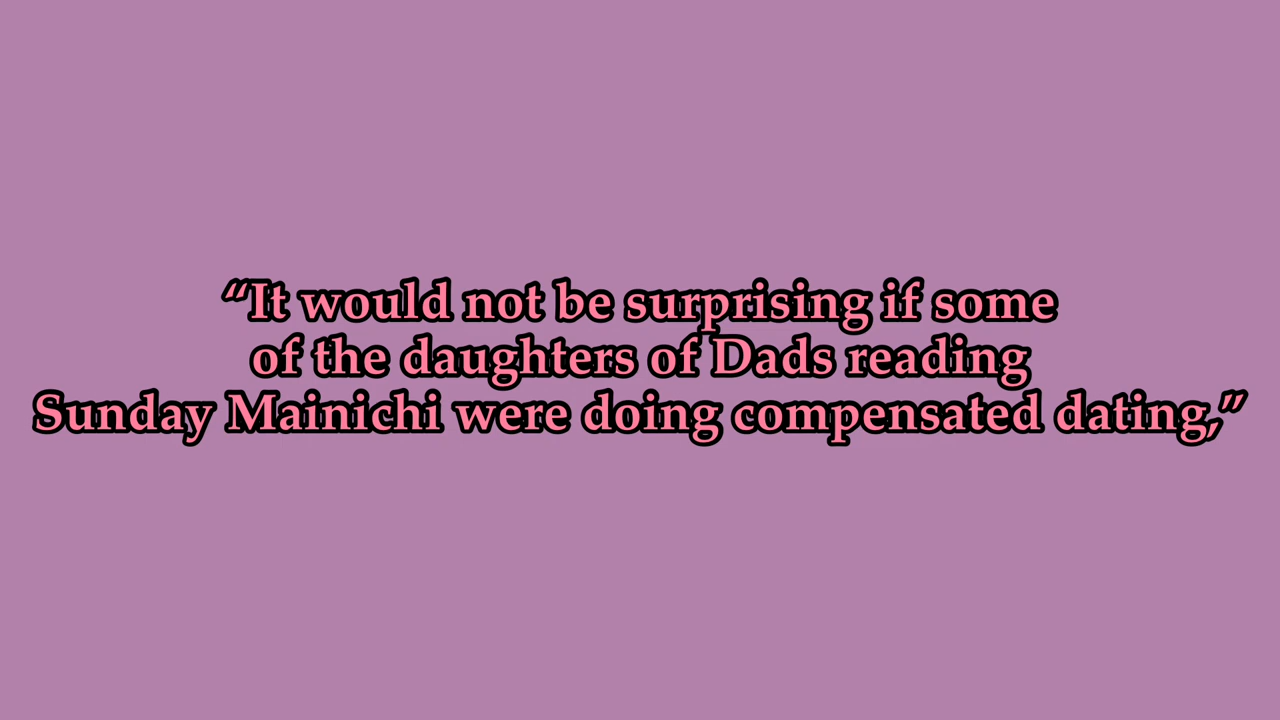 “It would not be surprising if some
of the daughters of Dads reading
Sunday Mainichi were doing compensated dating,”